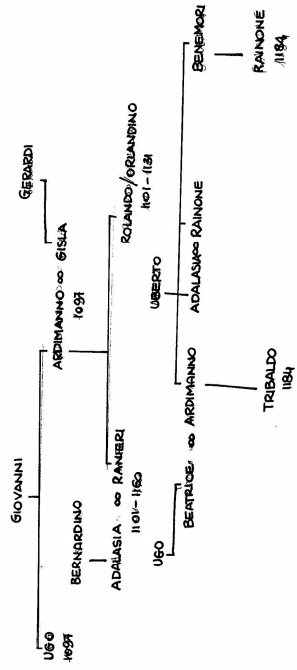 GIOVANNI
GERARDI
UGO
1097
ARDIMANNO ∞ GISLA
1097
BERNARDINO
ADALASIA ∞ RANIERI
1101-1160
ROLANDO/ORLANDINO
1101-1131
UGO
UBERTO
BEATRICE ∞ ARDIMANNO
ADALASIA ∞ RAINONE
BENEIMORI
TRIBALDO
1184
RAINONE
1184